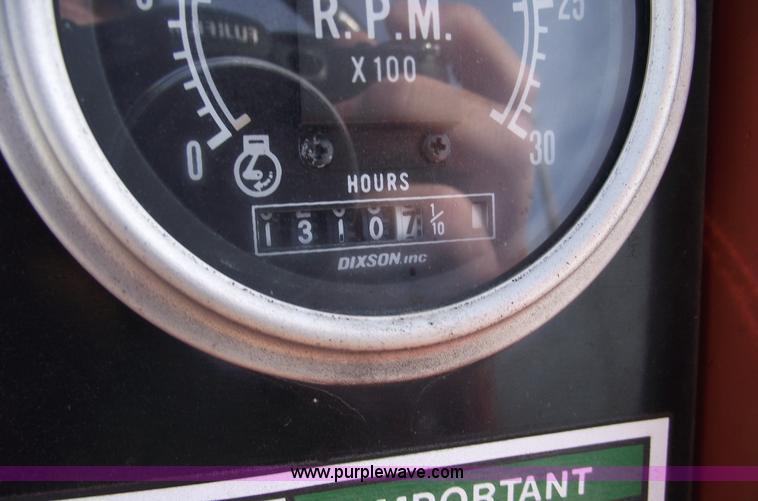 R.P.M.
25
X100
0
30
HOURS
1 3 1 0 7 1/10
DIXSON, INC
www.purplewave.com
IMPORTANT